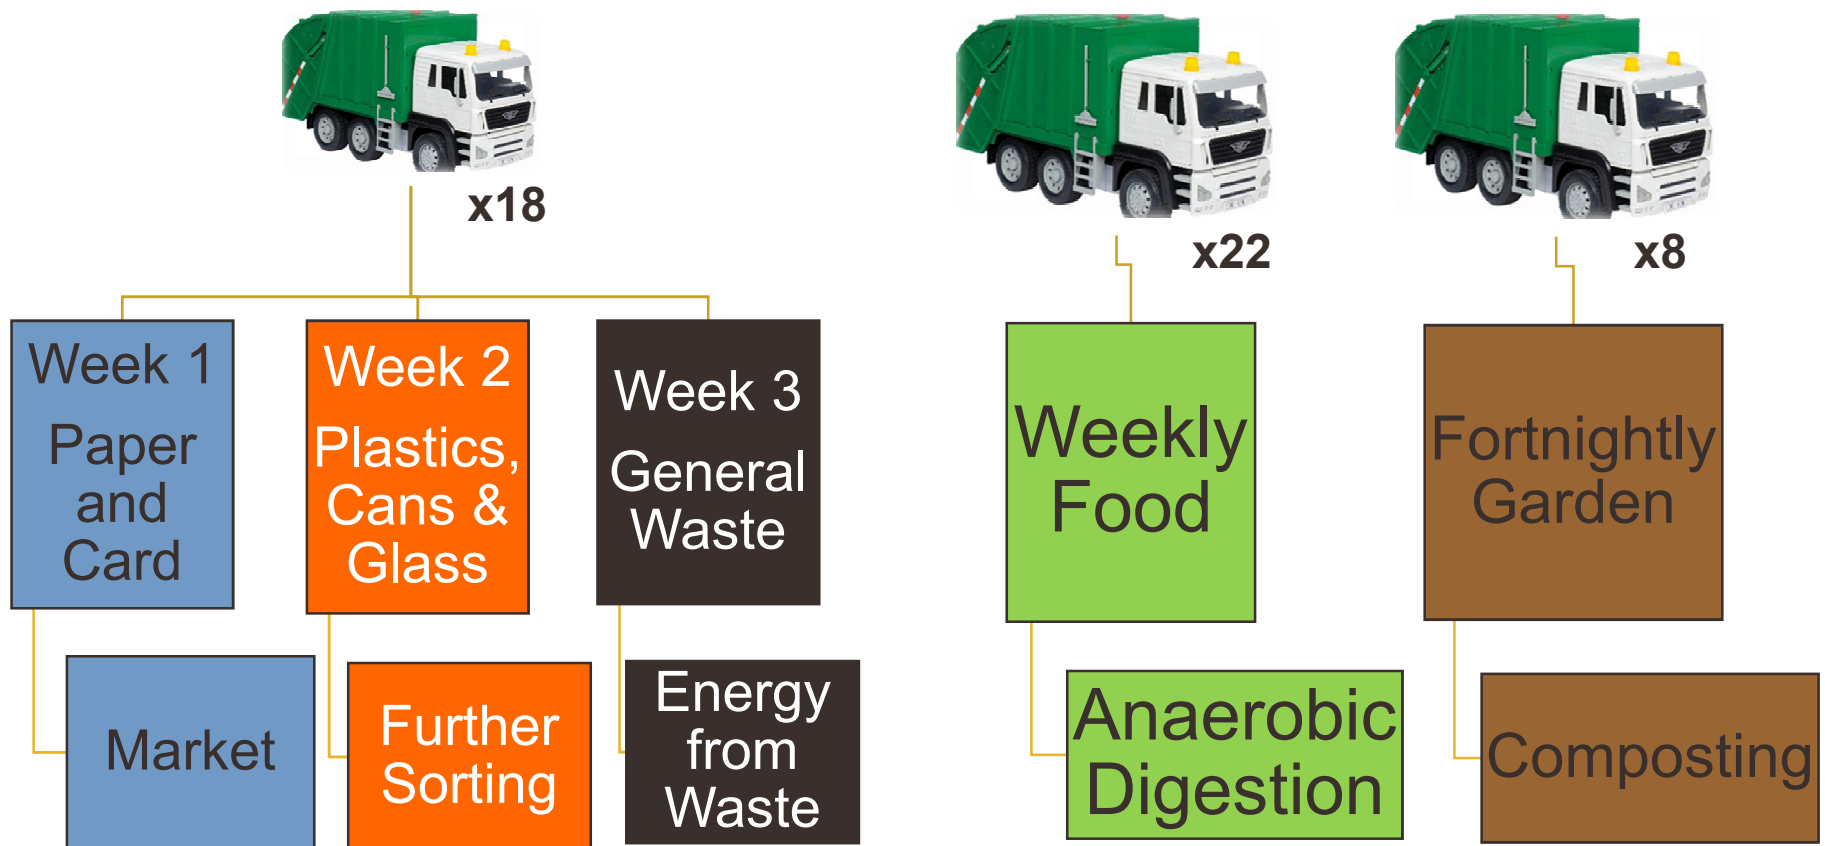 x18
x22
x8
Week 1
Paper
and
Card
Week 2
Plastics,
Cans &
Glass
Week 3
General
Waste
Weekly
Food
Fortnightly
Garden
Market
Further
Sorting
Energy
from
Waste
Anaerobic
Digestion
Composting